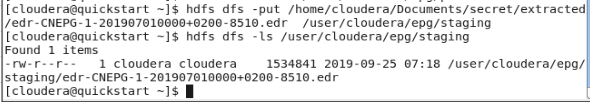 [cloudera@quickstart ~]$ hdfs dfs -put /home/cloudera/Documents/secret/extracted
/edr-CNEPG-1-201907010000+0200-8510.edr  /user/cloudera/epg/staging
[cloudera@quickstart ~]$ hdfs dfs -ls /user/cloudera/epg/staging
Found 1 items
-rw-r--r--   1 cloudera cloudera    1534841 2019-09-25 07:18 /user/cloudera/epg/
staging/edr-CNEPG-1-201907010000+0200-8510.edr
[cloudera@quickstart ~]$